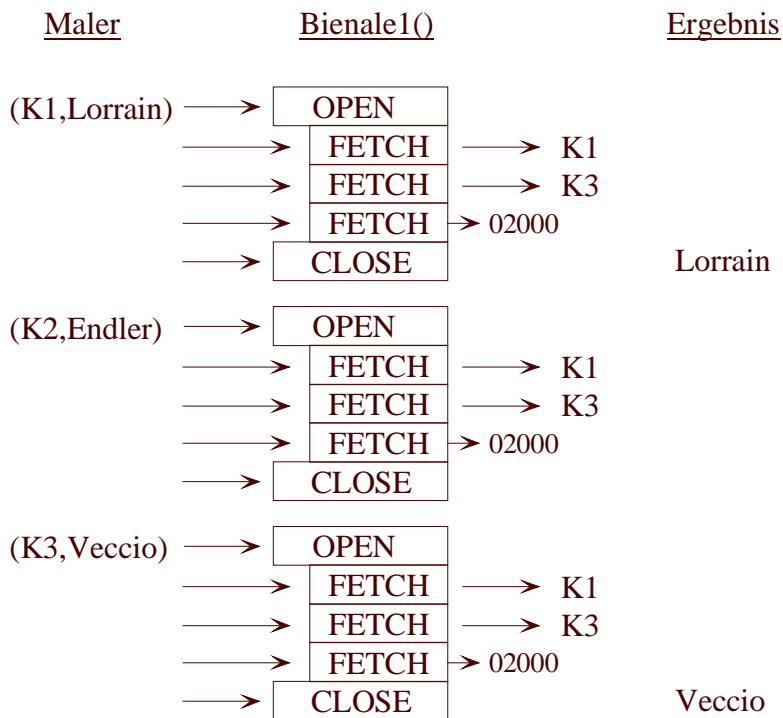 Maler Bienale1() Ergebnis
(K1,Lorrain) OPEN
FETCH K1
FETCH K3
FETCH 02000
CLOSE Lorrain
(K2,Endler) OPEN
FETCH K1
FETCH K3
FETCH 02000
CLOSE
(K3,Veccio) OPEN
FETCH K1
FETCH K3
FETCH 02000
CLOSE Veccio